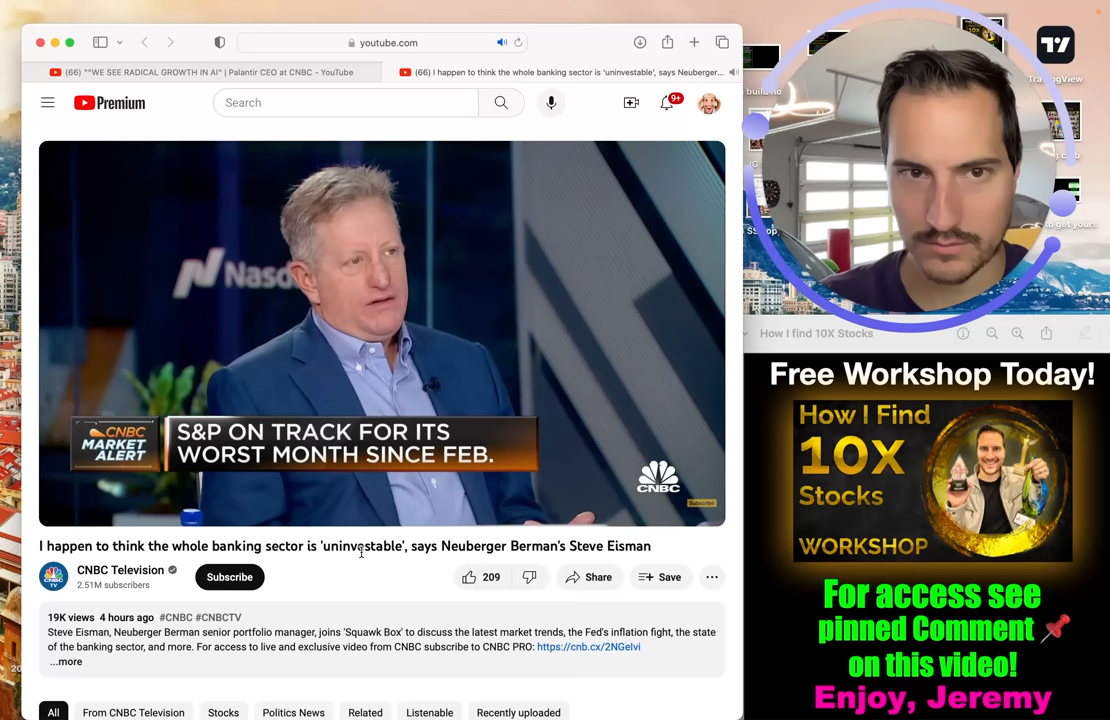 youtube.com
(66) ""WE SEE RADICAL GROWTH IN AI" | Palantir CEO at CNBC - YouTube
(66) I happen to think the whole banking sector is 'uninvestable', says Neuberger...
Premium
Search
9+
TradingView
Nasd
CNBC
MARKET
ALERT
S&P ON TRACK FOR ITS
WORST MONTH SINCE FEB.
CNBC
Subscribe
I happen to think the whole banking sector is 'uninvestable', says Neuberger Berman's Steve Eisman
CNBC Television
2.51M subscribers
Subscribe
209
Share
Save
19K views 4 hours ago #CNBC #CNBCTV
Steve Eisman, Neuberger Berman senior portfolio manager, joins 'Squawk Box' to discuss the latest market trends, the Fed's inflation fight, the state
of the banking sector, and more. For access to live and exclusive video from CNBC subscribe to CNBC PRO: https://cnb.cx/2NGeIvi
...more
All
From CNBC Television
Stocks
Politics News
Related
Listenable
Recently uploaded
to get yours
How I find 10X Stocks
Free Workshop Today!
How I Find
10X
Stocks
WORKSHOP
For access see
pinned Comment 📌
on this video!
Enjoy, Jeremy